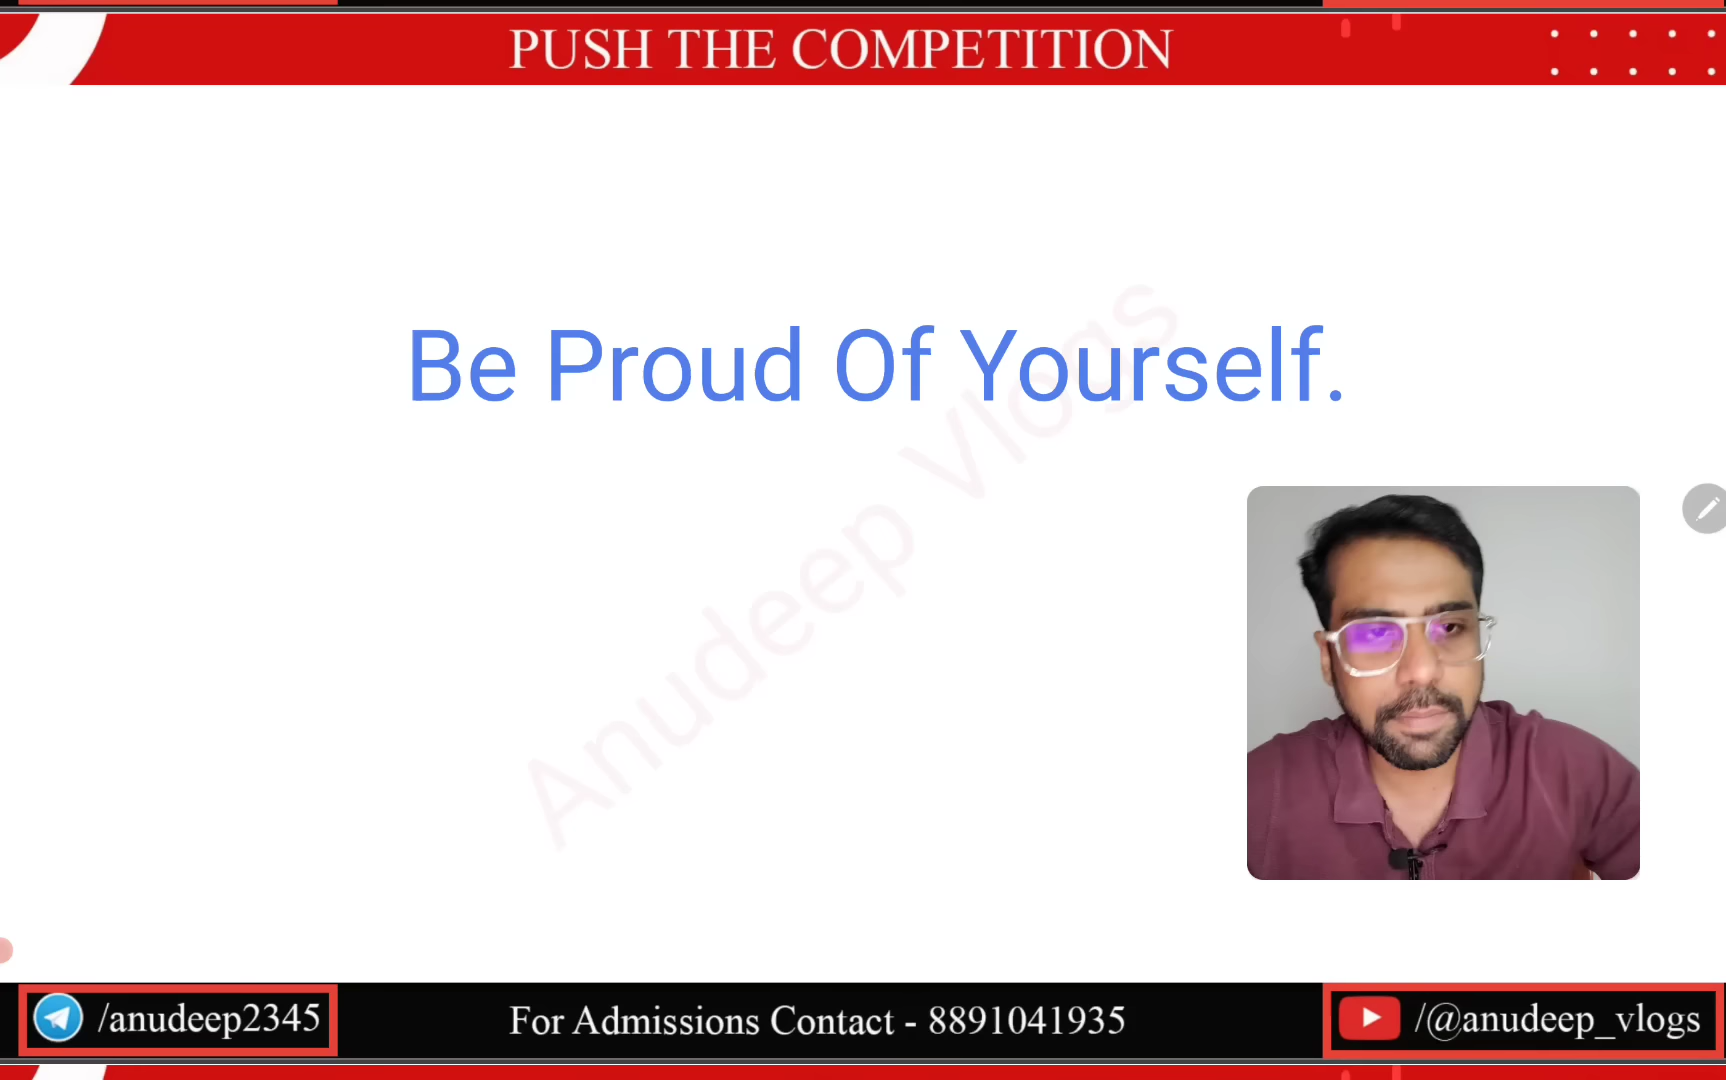 PUSH THE COMPETITION
Be Proud Of Yourself.
Anudeep Vlogs
/anudeep2345
For Admissions Contact - 8891041935
/@anudeep_vlogs